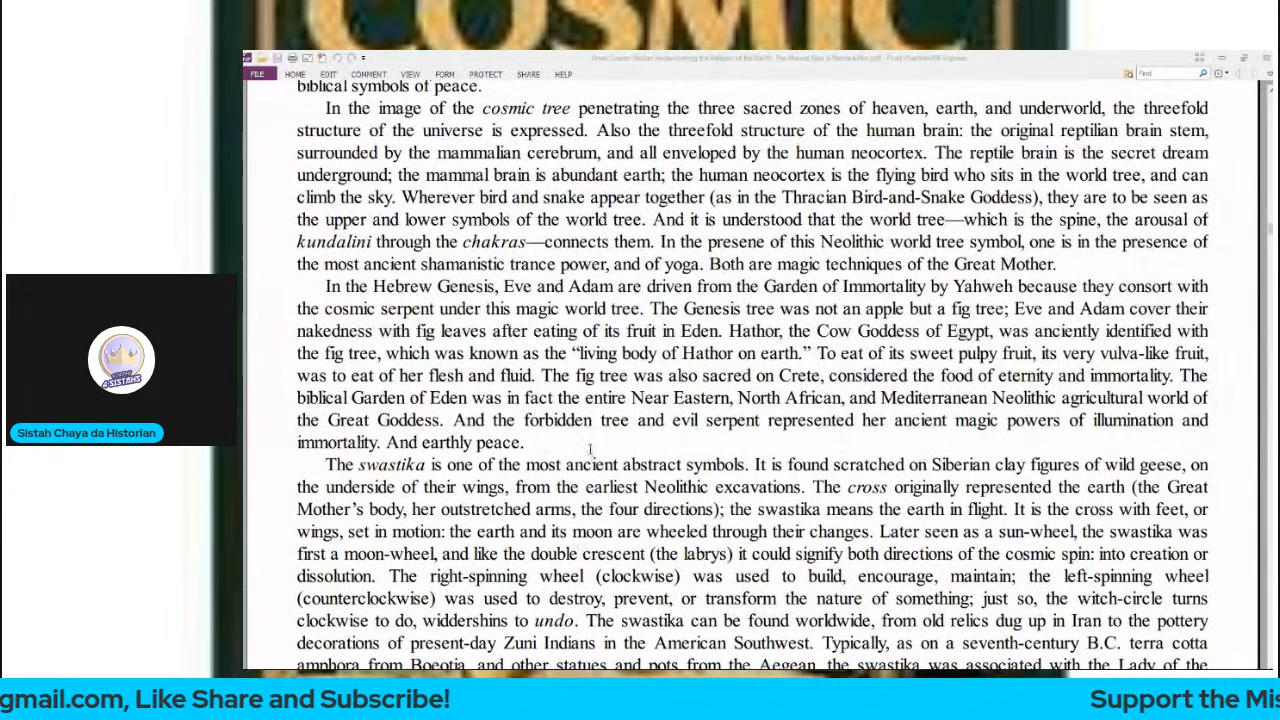 COSMIC
FILE HOME EDIT COMMENT VIEW FORM PROTECT SHARE HELP
Find
biblical symbols of peace.
In the image of the cosmic tree penetrating the three sacred zones of heaven, earth, and underworld, the threefold
structure of the universe is expressed. Also the threefold structure of the human brain: the original reptilian brain stem,
surrounded by the mammalian cerebrum, and all enveloped by the human neocortex. The reptile brain is the secret dream
underground; the mammal brain is abundant earth; the human neocortex is the flying bird who sits in the world tree, and can
climb the sky. Wherever bird and snake appear together (as in the Thracian Bird-and-Snake Goddess), they are to be seen as
the upper and lower symbols of the world tree. And it is understood that the world tree—which is the spine, the arousal of
kundalini through the chakras—connects them. In the presene of this Neolithic world tree symbol, one is in the presence of
the most ancient shamanistic trance power, and of yoga. Both are magic techniques of the Great Mother.
In the Hebrew Genesis, Eve and Adam are driven from the Garden of Immortality by Yahweh because they consort with
the cosmic serpent under this magic world tree. The Genesis tree was not an apple but a fig tree; Eve and Adam cover their
nakedness with fig leaves after eating of its fruit in Eden. Hathor, the Cow Goddess of Egypt, was anciently identified with
the fig tree, which was known as the “living body of Hathor on earth.” To eat of its sweet pulpy fruit, its very vulva-like fruit,
was to eat of her flesh and fluid. The fig tree was also sacred on Crete, considered the food of eternity and immortality. The
biblical Garden of Eden was in fact the entire Near Eastern, North African, and Mediterranean Neolithic agricultural world of
the Great Goddess. And the forbidden tree and evil serpent represented her ancient magic powers of illumination and
immortality. And earthly peace.
The swastika is one of the most ancient abstract symbols. It is found scratched on Siberian clay figures of wild geese, on
the underside of their wings, from the earliest Neolithic excavations. The cross originally represented the earth (the Great
Mother’s body, her outstretched arms, the four directions); the swastika means the earth in flight. It is the cross with feet, or
wings, set in motion: the earth and its moon are wheeled through their changes. Later seen as a sun-wheel, the swastika was
first a moon-wheel, and like the double crescent (the labrys) it could signify both directions of the cosmic spin: into creation or
dissolution. The right-spinning wheel (clockwise) was used to build, encourage, maintain; the left-spinning wheel
(counterclockwise) was used to destroy, prevent, or transform the nature of something; just so, the witch-circle turns
clockwise to do, widdershins to undo. The swastika can be found worldwide, from old relics dug up in Iran to the pottery
decorations of present-day Zuni Indians in the American Southwest. Typically, as on a seventh-century B.C. terra cotta
amphora from Boeotia, and other statues and pots from the Aegean, the swastika was associated with the Lady of the
4 SISTAHS
Sistah Chaya da Historian
gmail.com, Like Share and Subscribe! Support the Mis